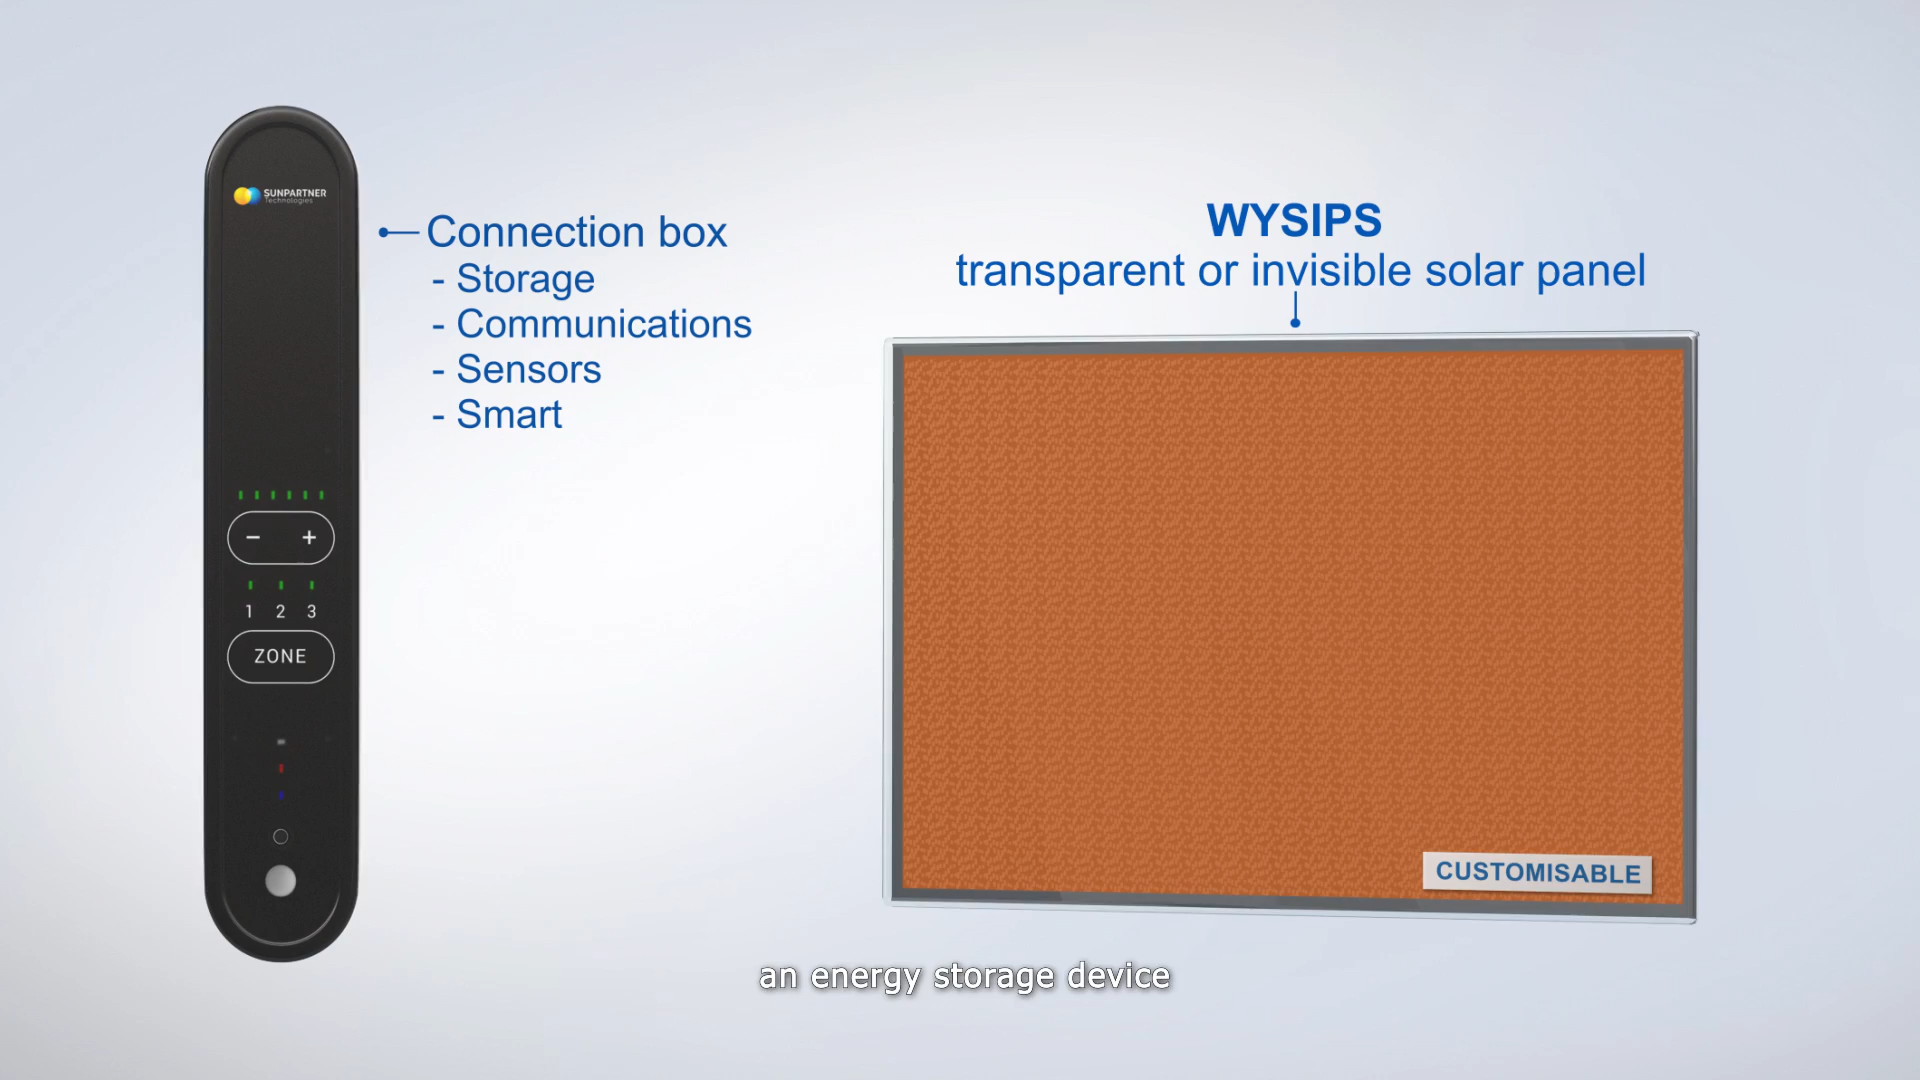 SUNPARTNER
Technologies
Connection box
- Storage
- Communications
- Sensors
- Smart
WYSIPS
transparent or invisible solar panel
− +
1 2 3
ZONE
CUSTOMISABLE
an energy storage device